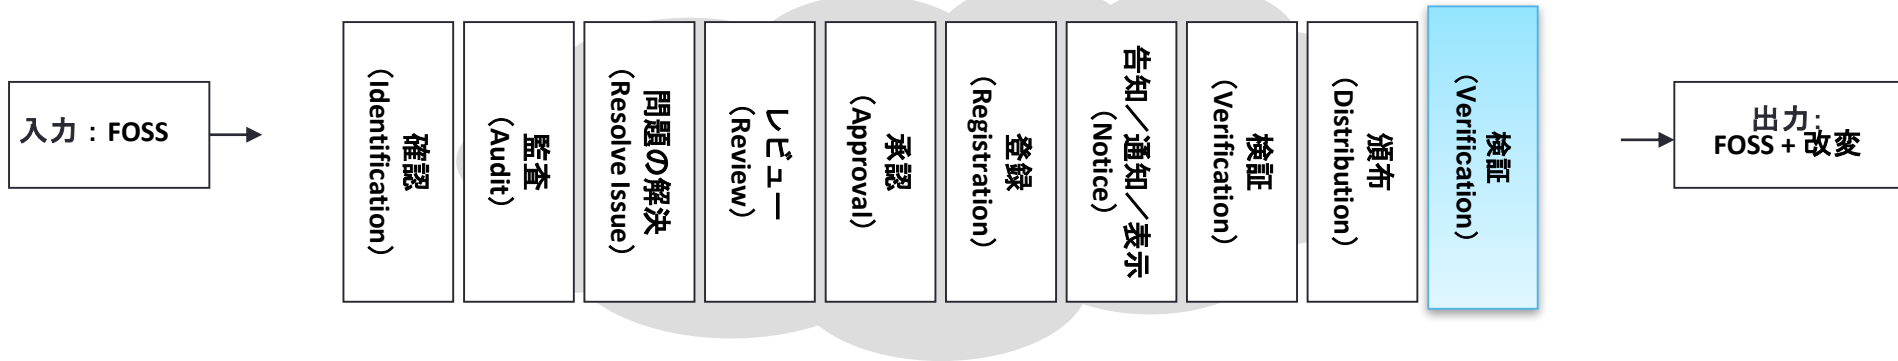 入力 : FOSS
確認
（Identification）
監査
（Audit）
問題の解決
（Resolve Issue）
レビュー
（Review）
承認
（Approval）
登録
（Registration）
告知／通知／表示
（Notice）
検証
（Verification）
頒布
（Distribution）
検証
（Verification）
出力:
FOSS + 改変